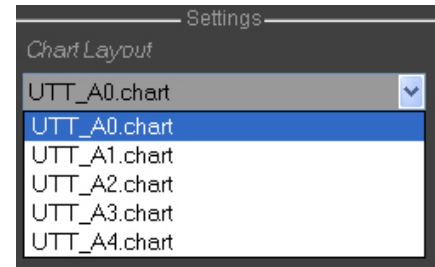 Settings
Chart Layout
UTT_A0.chart
UTT_A0.chart
UTT_A1.chart
UTT_A2.chart
UTT_A3.chart
UTT_A4.chart